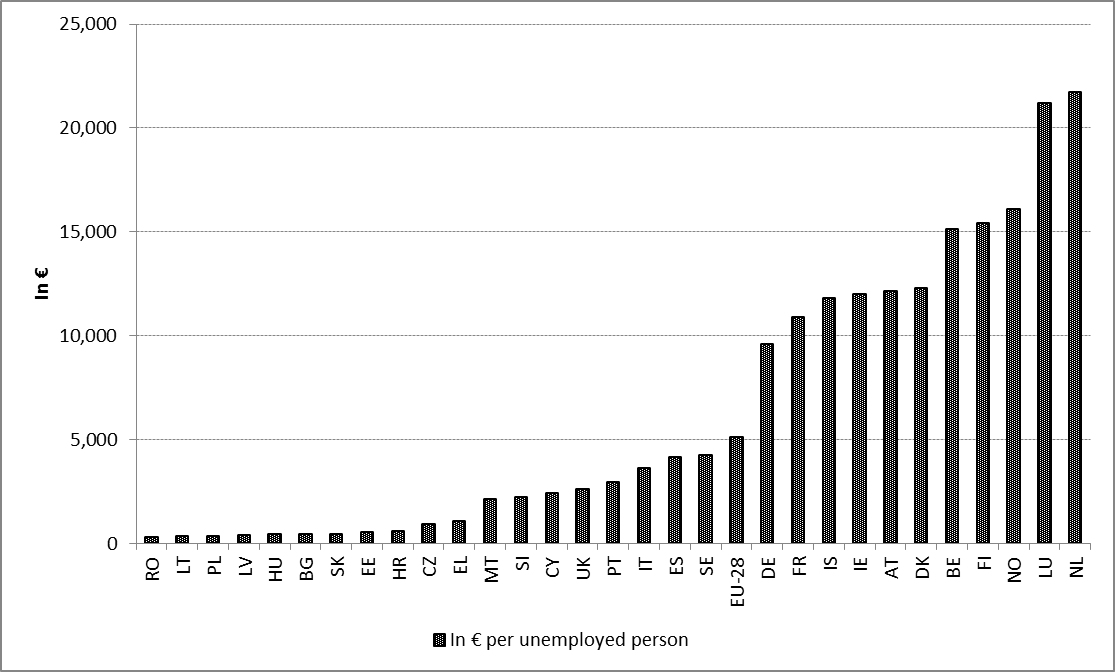 25,000
20,000
15,000
10,000
5,000
0
In €
RO LT PL LV HU BG SK EE HR CZ EL MT SI CY UK PT IT ES SE EU-28 DE FR IS IE AT DK BE FI NO LU NL
In € per unemployed person